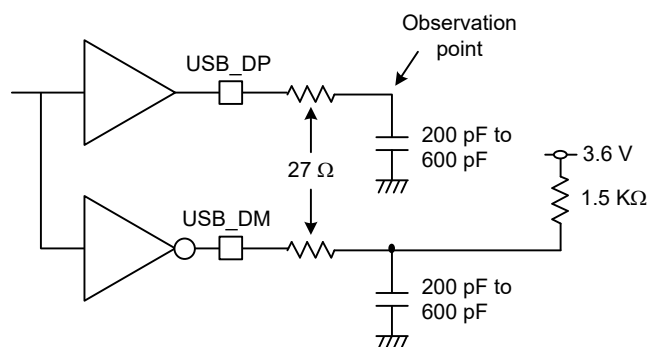 Observation
point
USB_DP
200 pF to
600 pF
27 Ω
3.6 V
1.5 KΩ
USB_DM
200 pF to
600 pF